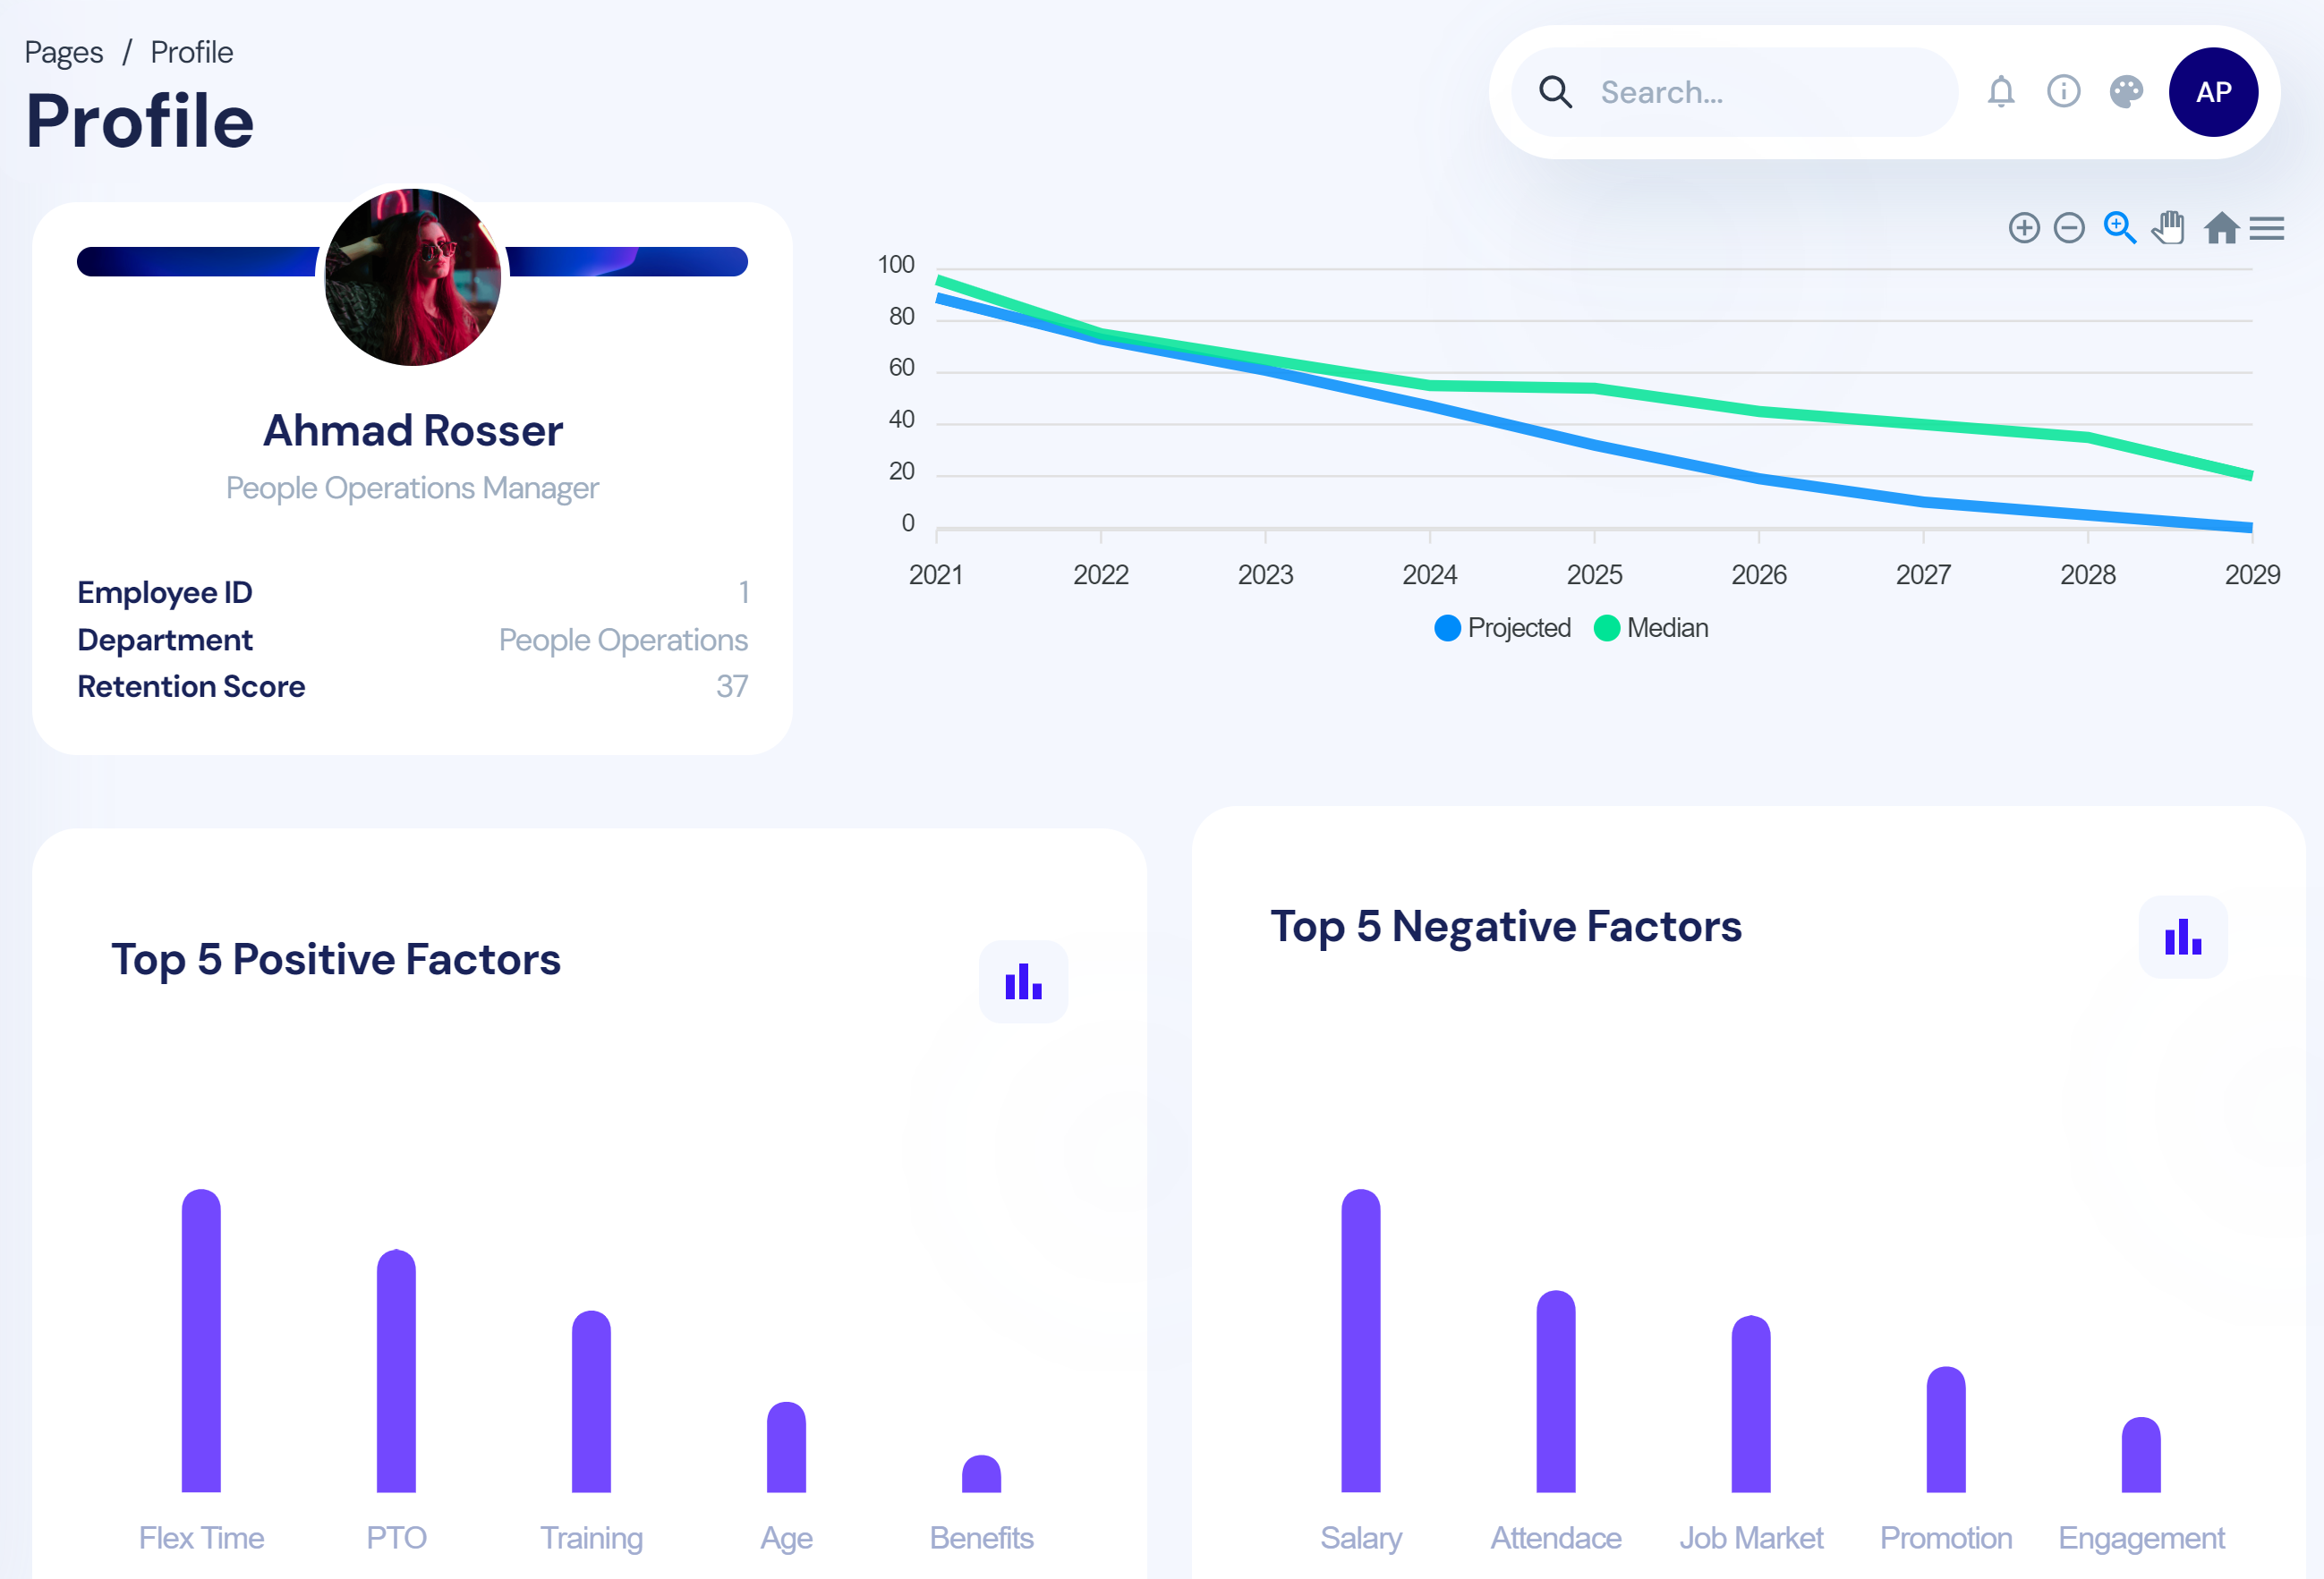 Pages / Profile
Profile
Search...
AP
Ahmad Rosser
People Operations Manager
Employee ID 1
Department People Operations
Retention Score 37
100
80
60
40
20
0
2021 2022 2023 2024 2025 2026 2027 2028 2029
Projected Median
Top 5 Positive Factors
Flex Time PTO Training Age Benefits
Top 5 Negative Factors
Salary Attendace Job Market Promotion Engagement